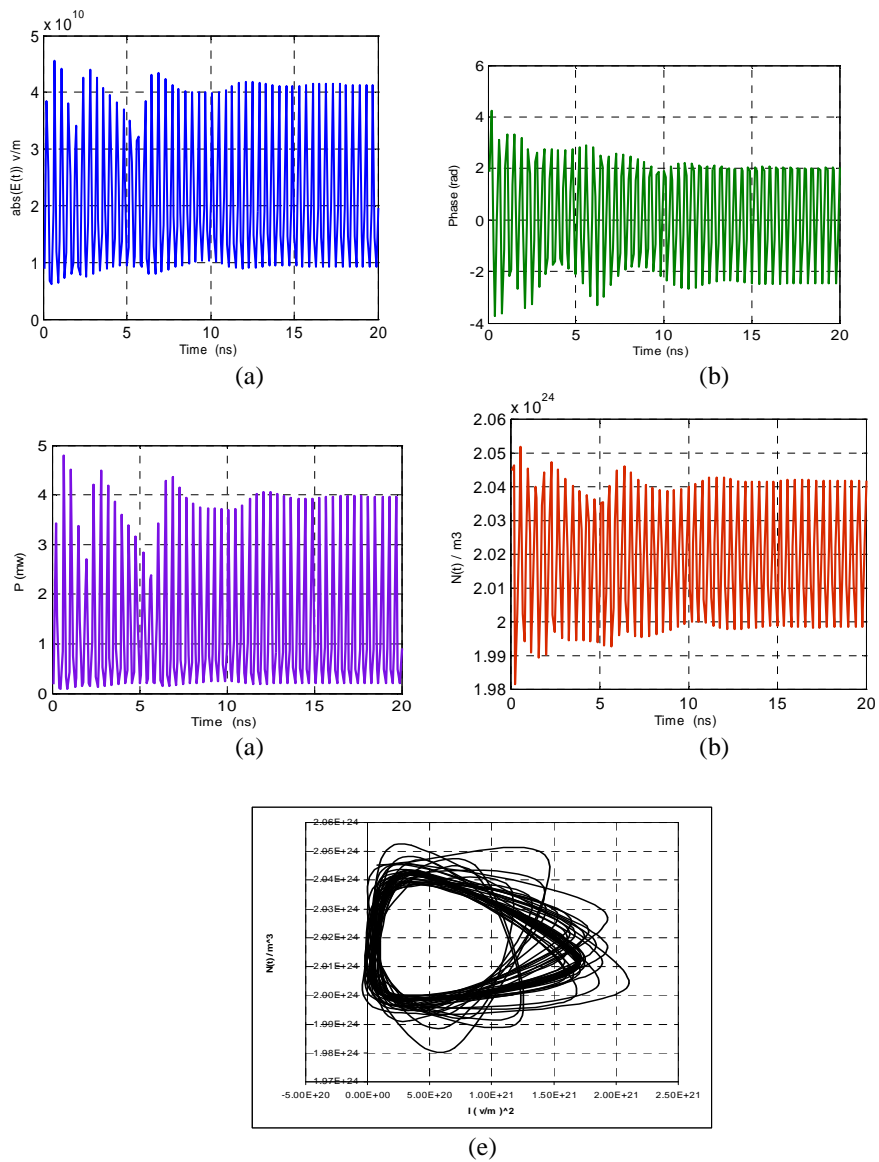 x 10^10
5
4
3
2
1
0
abs(E(t)) v/m
0 5 10 15 20
Time (ns)
(a)
6
4
2
0
-2
-4
Phase (rad)
0 5 10 15 20
Time (ns)
(b)
5
4
3
2
1
0
P (mw)
0 5 10 15 20
Time (ns)
(a)
x 10^24
2.06
2.05
2.04
2.03
2.02
2.01
2
1.99
1.98
N(t) / m3
0 5 10 15 20
Time (ns)
(b)
2.06E+24
2.05E+24
2.04E+24
2.03E+24
2.02E+24
2.01E+24
2.00E+24
1.99E+24
1.98E+24
1.97E+24
N(t)/m^3
-5.00E+20 0.00E+00 5.00E+20 1.00E+21 1.50E+21 2.00E+21 2.50E+21
I ( v/m )^2
(e)